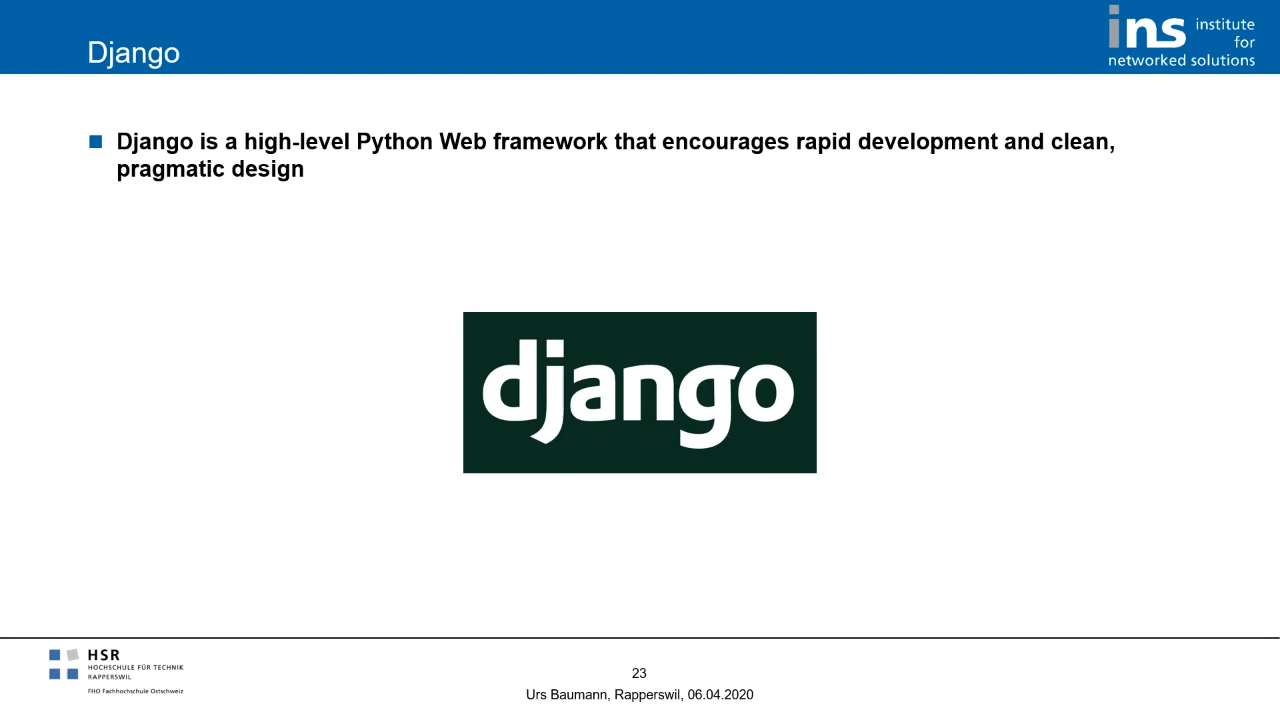 Django
ins institute
for
networked solutions
Django is a high-level Python Web framework that encourages rapid development and clean,
pragmatic design
django
HSR
HOCHSCHULE FÜR TECHNIK
RAPPERSWIL
FHO Fachhochschule Ostschweiz
23
Urs Baumann, Rapperswil, 06.04.2020